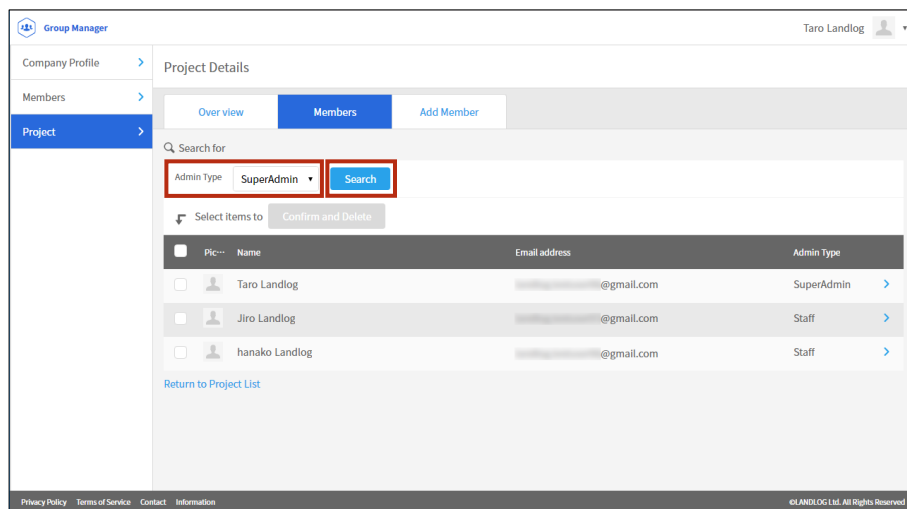 Group Manager
Taro Landlog
Company Profile
Members
Project
Project Details
Over view
Members
Add Member
Search for
Admin Type
SuperAdmin
Search
Select items to
Confirm and Delete
Pic··· Name Email address Admin Type
Taro Landlog @gmail.com SuperAdmin
Jiro Landlog @gmail.com Staff
hanako Landlog @gmail.com Staff
Return to Project List
Privacy Policy Terms of Service Contact Information ©LANDLOG Ltd. All Rights Reserved